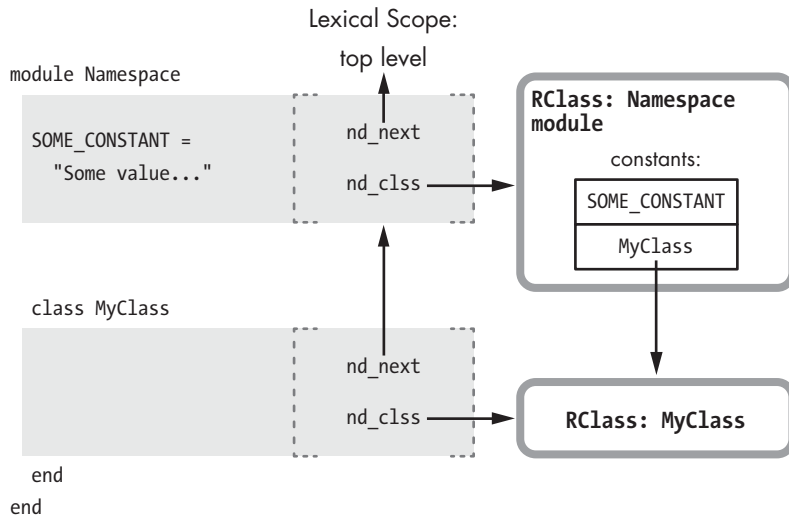 Lexical Scope:
top level
module Namespace
SOME_CONSTANT =
"Some value..."
nd_next
nd_clss
RClass: Namespace
module
constants:
SOME_CONSTANT
MyClass
class MyClass
nd_next
nd_clss
RClass: MyClass
end
end